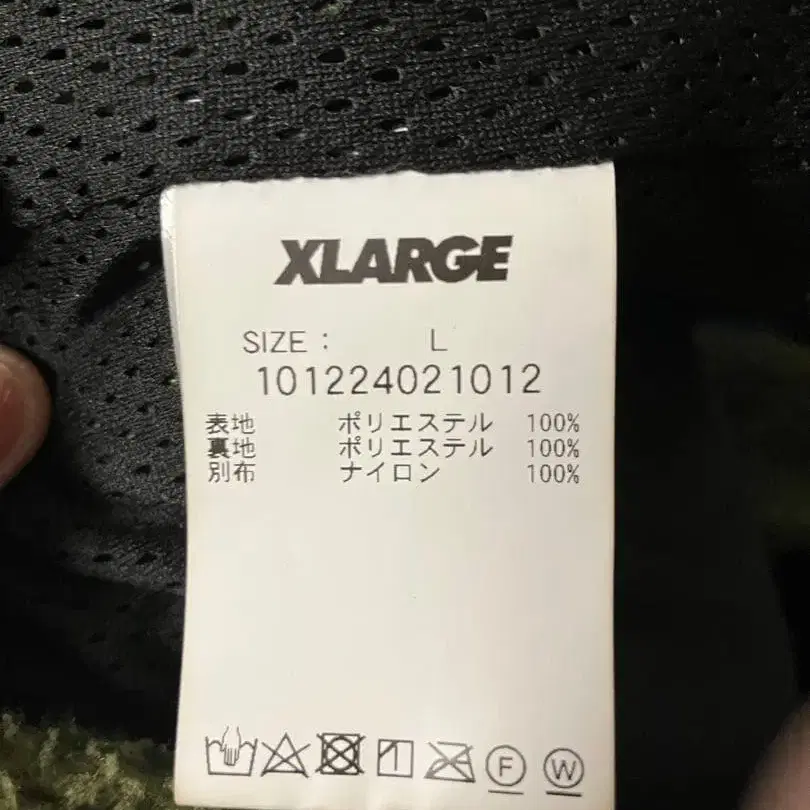 XLARGE
SIZE : L
101224021012
表地 ポリエステル 100%
裏地 ポリエステル 100%
別布 ナイロン 100%
F W